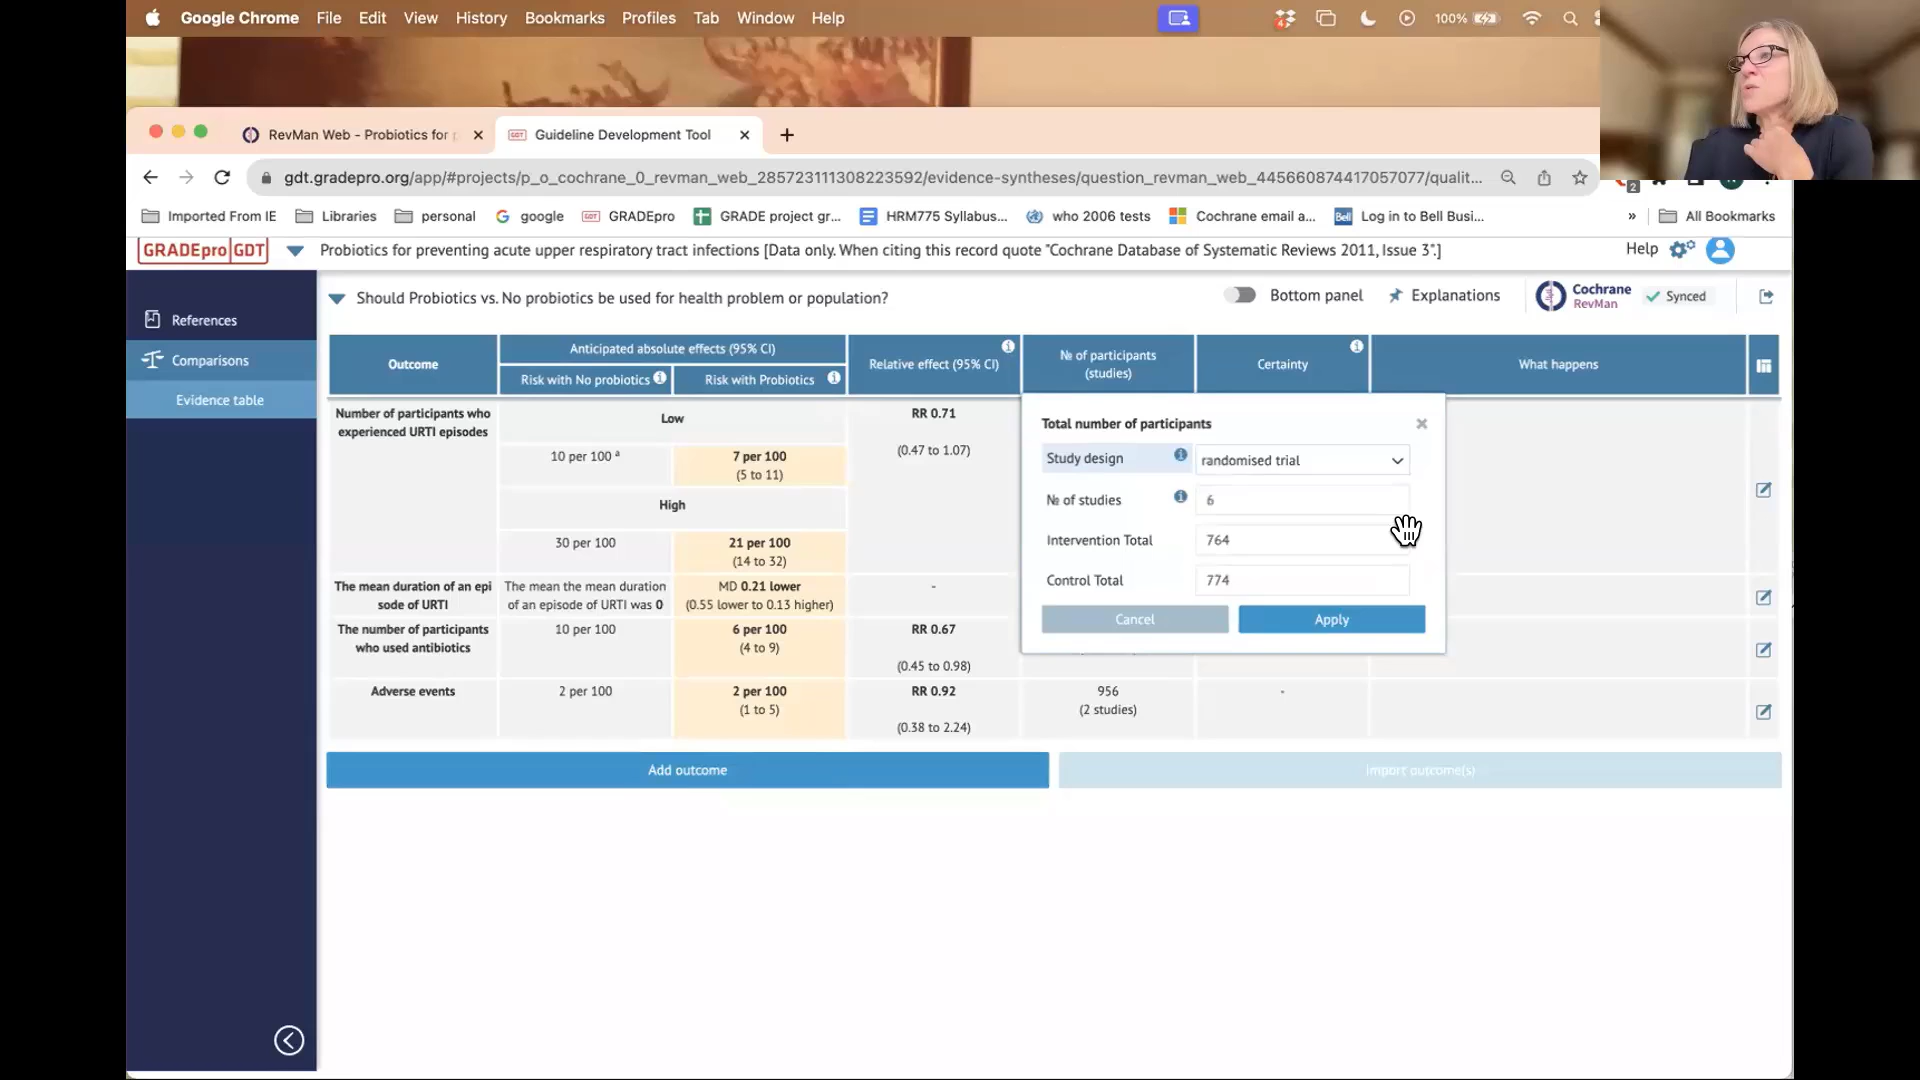 Google Chrome File Edit View History Bookmarks Profiles Tab Window Help
4
100%
RevMan Web - Probiotics for
GDT Guideline Development Tool
gdt.gradepro.org/app/#projects/p_o_cochrane_0_revman_web_285723111308223592/evidence-syntheses/question_revman_web_445660874417057077/qualit...
2
Imported From IE Libraries personal google GRADEpro GRADE project gr... HRM775 Syllabus... who 2006 tests Cochrane email a... Bell Log in to Bell Busi... » All Bookmarks
GRADEpro|GDT Probiotics for preventing acute upper respiratory tract infections [Data only. When citing this record quote "Cochrane Database of Systematic Reviews 2011, Issue 3".] Help
References
Comparisons
Evidence table
Should Probiotics vs. No probiotics be used for health problem or population?
Bottom panel Explanations Cochrane RevMan Synced
Outcome
Anticipated absolute effects (95% CI)
Risk with No probiotics
Risk with Probiotics
Relative effect (95% CI)
№ of participants
(studies)
Certainty
What happens
Number of participants who
experienced URTI episodes
Low
10 per 100 a
7 per 100
(5 to 11)
High
30 per 100
21 per 100
(14 to 32)
RR 0.71
(0.47 to 1.07)
The mean duration of an epi
sode of URTI
The mean the mean duration
of an episode of URTI was 0
MD 0.21 lower
(0.55 lower to 0.13 higher)
-
The number of participants
who used antibiotics
10 per 100
6 per 100
(4 to 9)
RR 0.67
(0.45 to 0.98)
Adverse events
2 per 100
2 per 100
(1 to 5)
RR 0.92
(0.38 to 2.24)
956
(2 studies)
-
Total number of participants
Study design randomised trial
№ of studies 6
Intervention Total 764
Control Total 774
Cancel Apply
Add outcome
Import outcome(s)